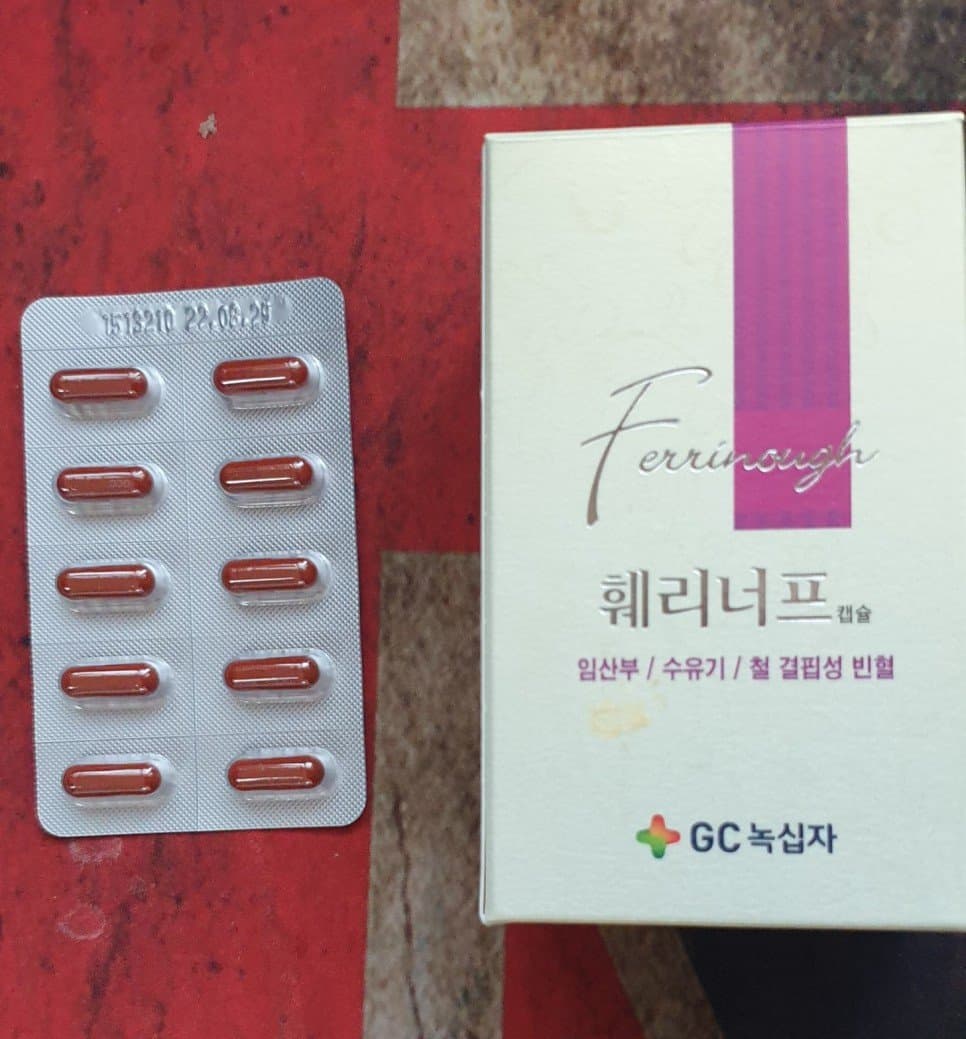 1513210 22.08.29
Ferrinough
훼리너프 캡슐
임산부 / 수유기 / 철 결핍성 빈혈
GC 녹십자